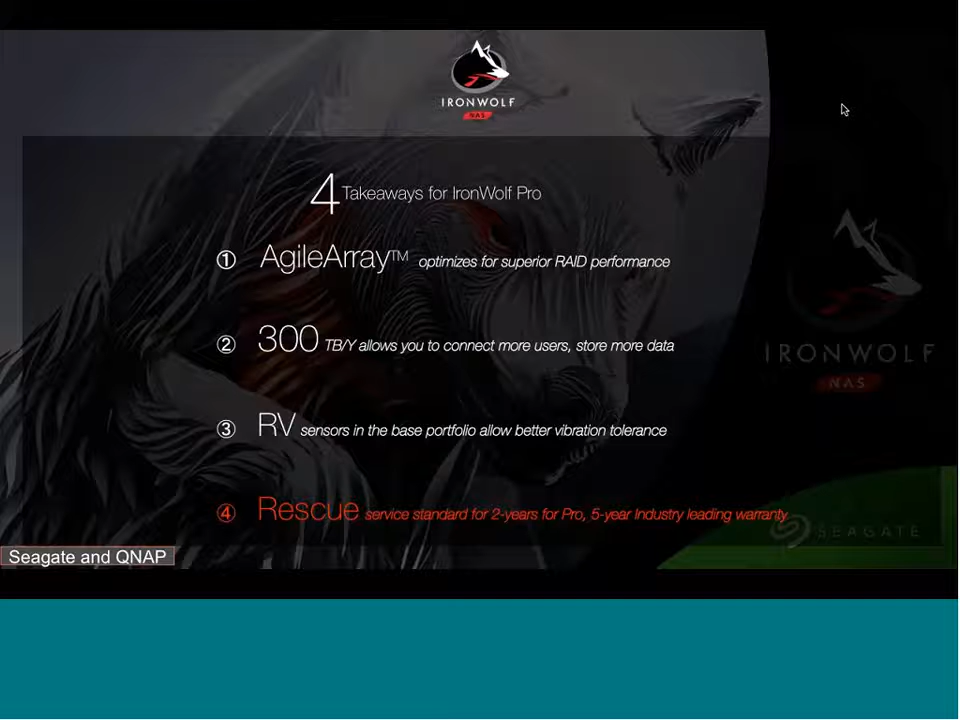 IRONWOLF
NAS
4 Takeaways for IronWolf Pro
① AgileArray™ optimizes for superior RAID performance
② 300 TB/Y allows you to connect more users, store more data
IRONWOLF
NAS
③ RV sensors in the base portfolio allow better vibration tolerance
④ Rescue service standard for 2-years for Pro, 5-year Industry leading warranty
SEAGATE
Seagate and QNAP